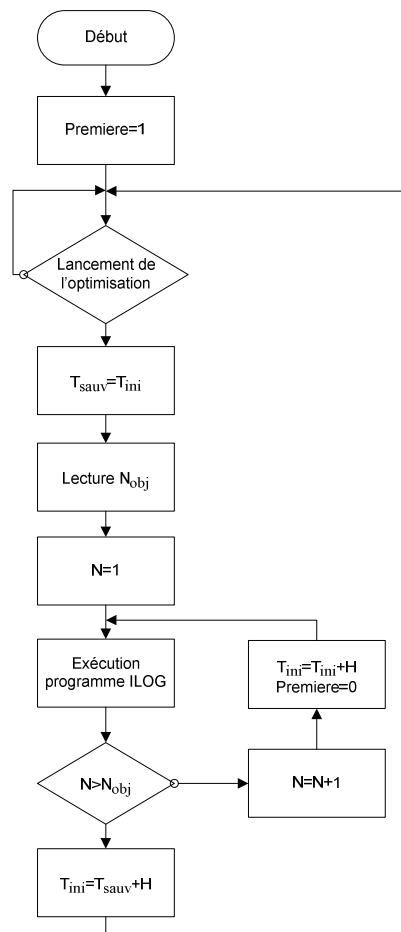 Début
Premiere=1
Lancement de
l'optimisation
Tsauv=Tini
Lecture Nobj
N=1
Exécution
programme ILOG
Tini=Tini+H
Premiere=0
N>Nobj
N=N+1
Tini=Tsauv+H